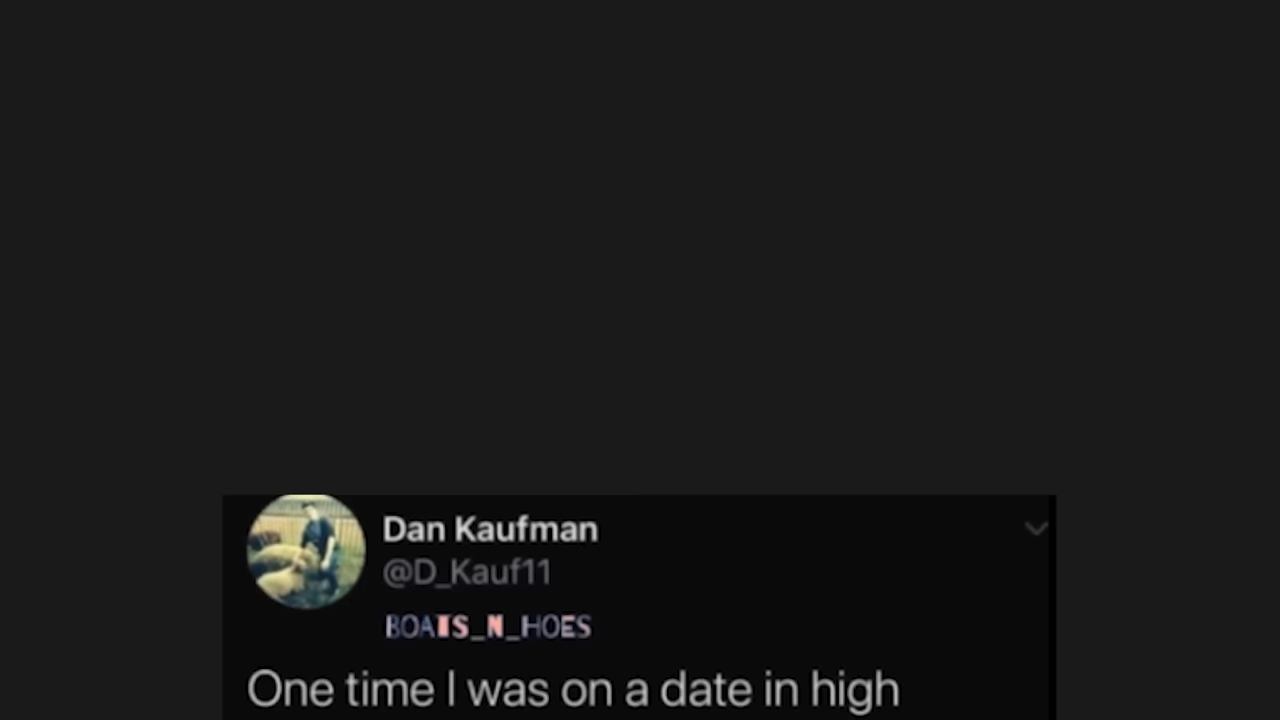 Dan Kaufman
@D_Kauf11
BOATS_N_HOES
One time I was on a date in high